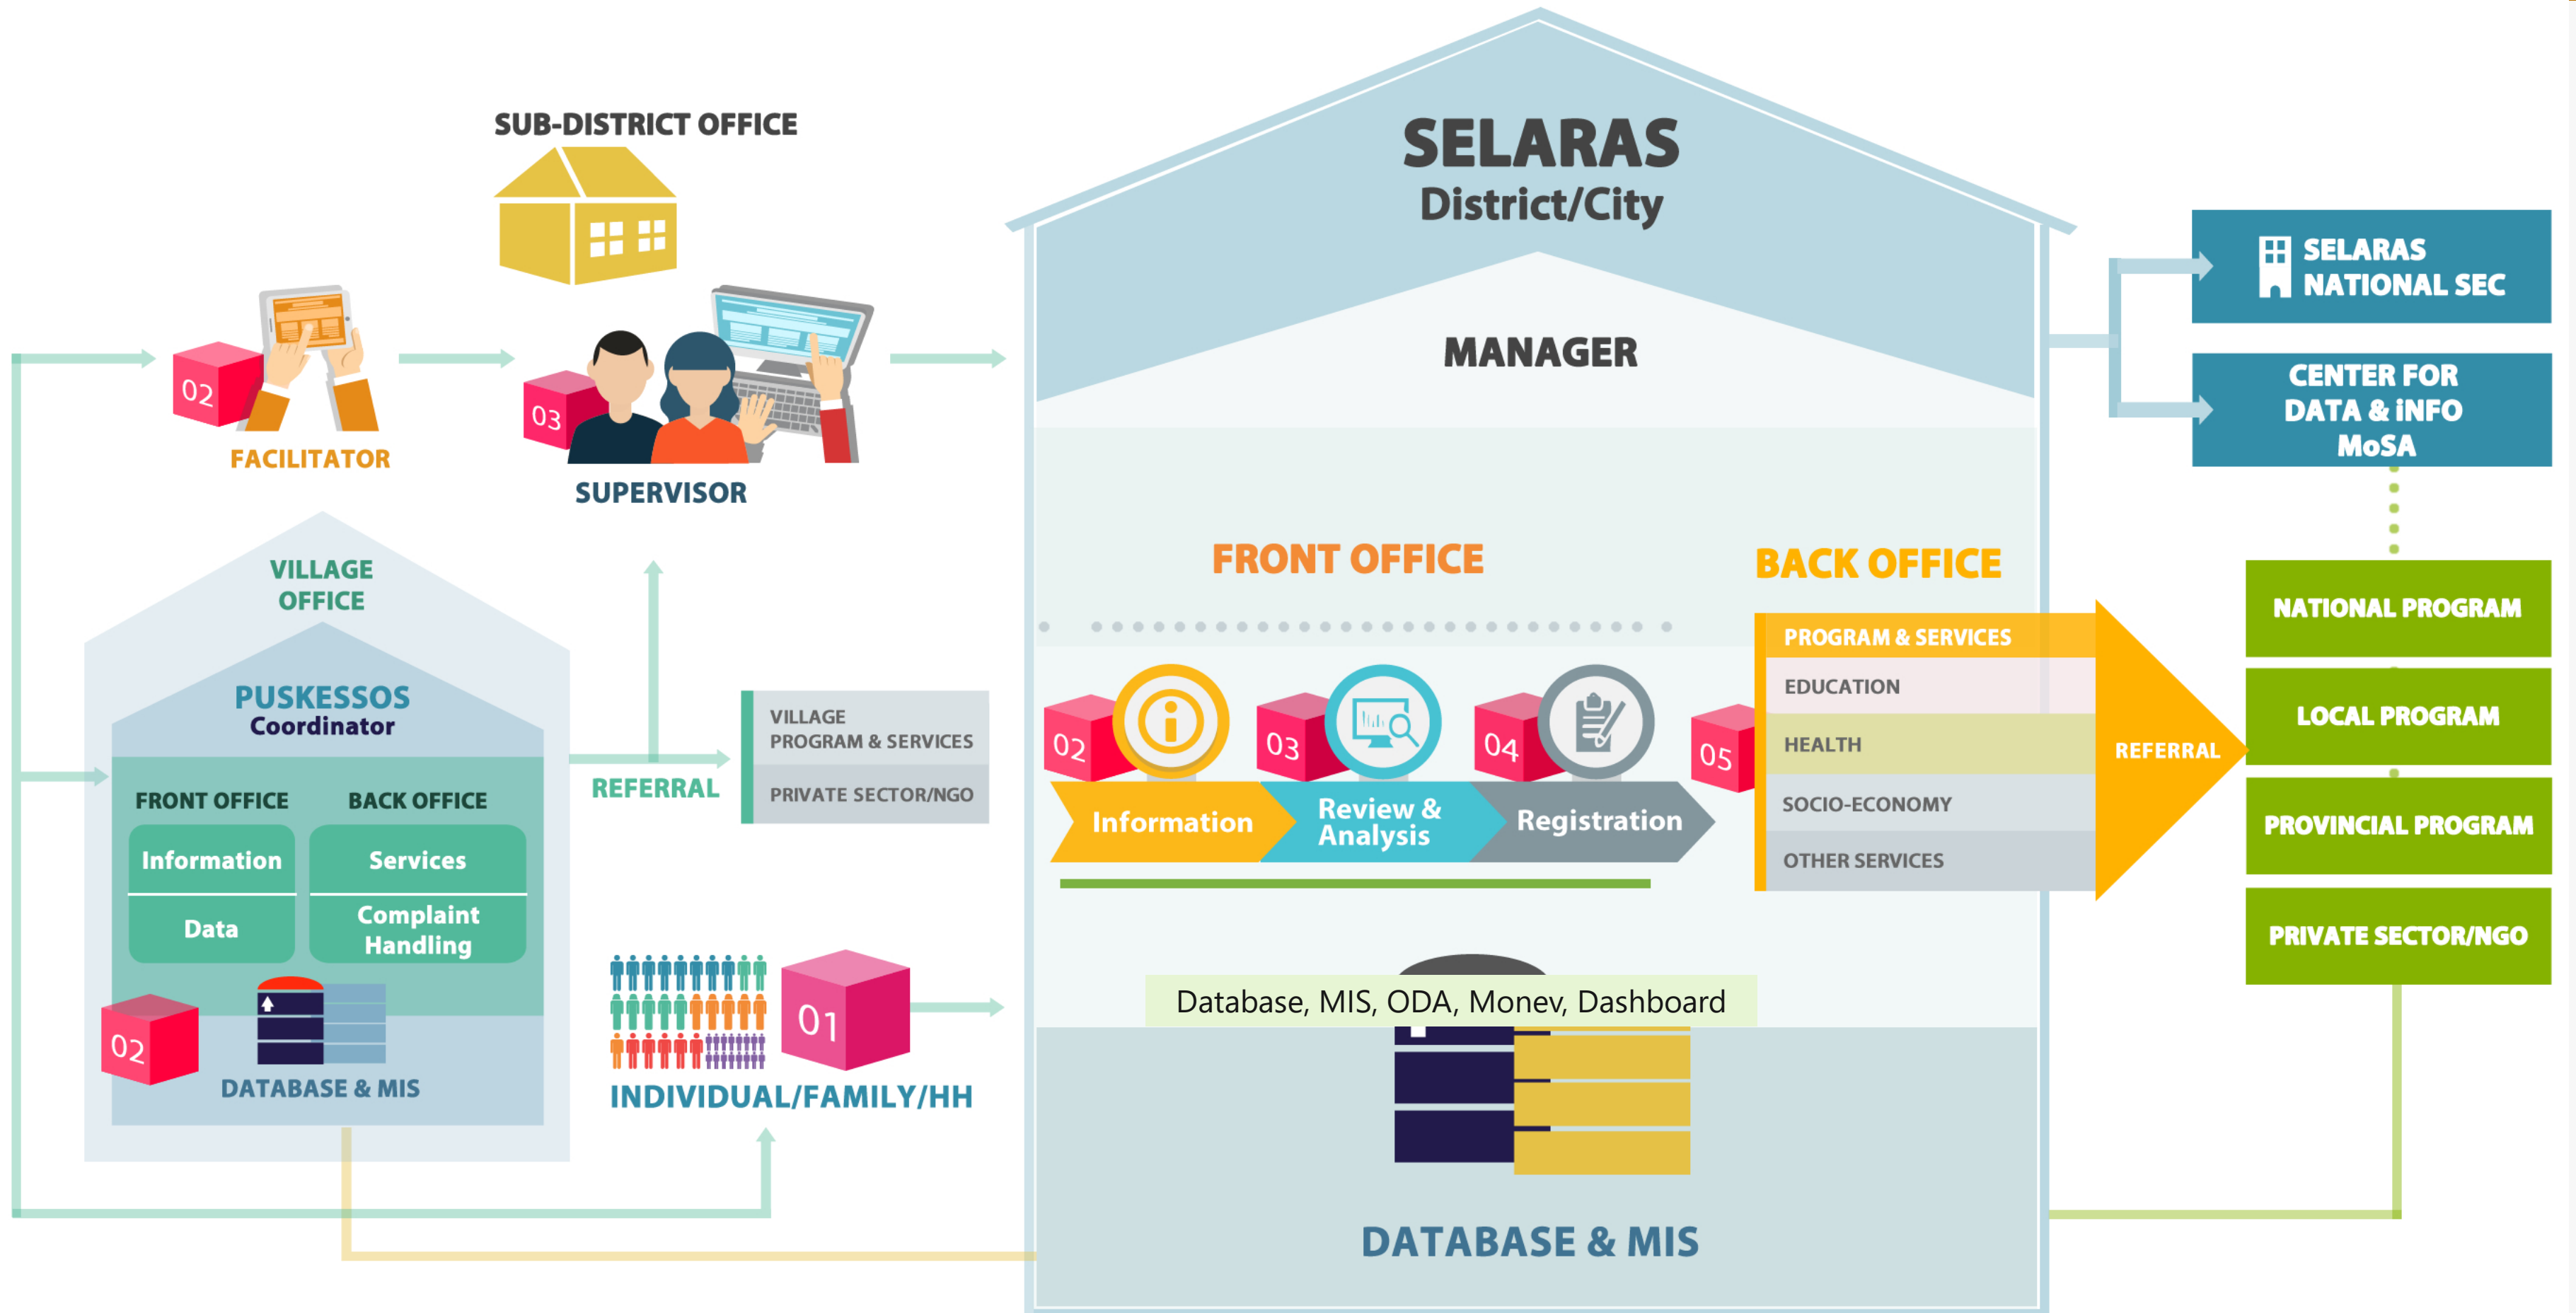 SUB-DISTRICT OFFICE
02
FACILITATOR
03
SUPERVISOR
VILLAGE
OFFICE
PUSKESSOS
Coordinator
FRONT OFFICE
BACK OFFICE
Information
Services
Data
Complaint
Handling
02
DATABASE & MIS
REFERRAL
VILLAGE
PROGRAM & SERVICES
PRIVATE SECTOR/NGO
01
INDIVIDUAL/FAMILY/HH
SELARAS
District/City
MANAGER
FRONT OFFICE
02
03
04
Information
Review &
Analysis
Registration
BACK OFFICE
05
PROGRAM & SERVICES
EDUCATION
HEALTH
SOCIO-ECONOMY
OTHER SERVICES
REFERRAL
Database, MIS, ODA, Monev, Dashboard
DATABASE & MIS
SELARAS
NATIONAL SEC
CENTER FOR
DATA & iNFO
MoSA
NATIONAL PROGRAM
LOCAL PROGRAM
PROVINCIAL PROGRAM
PRIVATE SECTOR/NGO